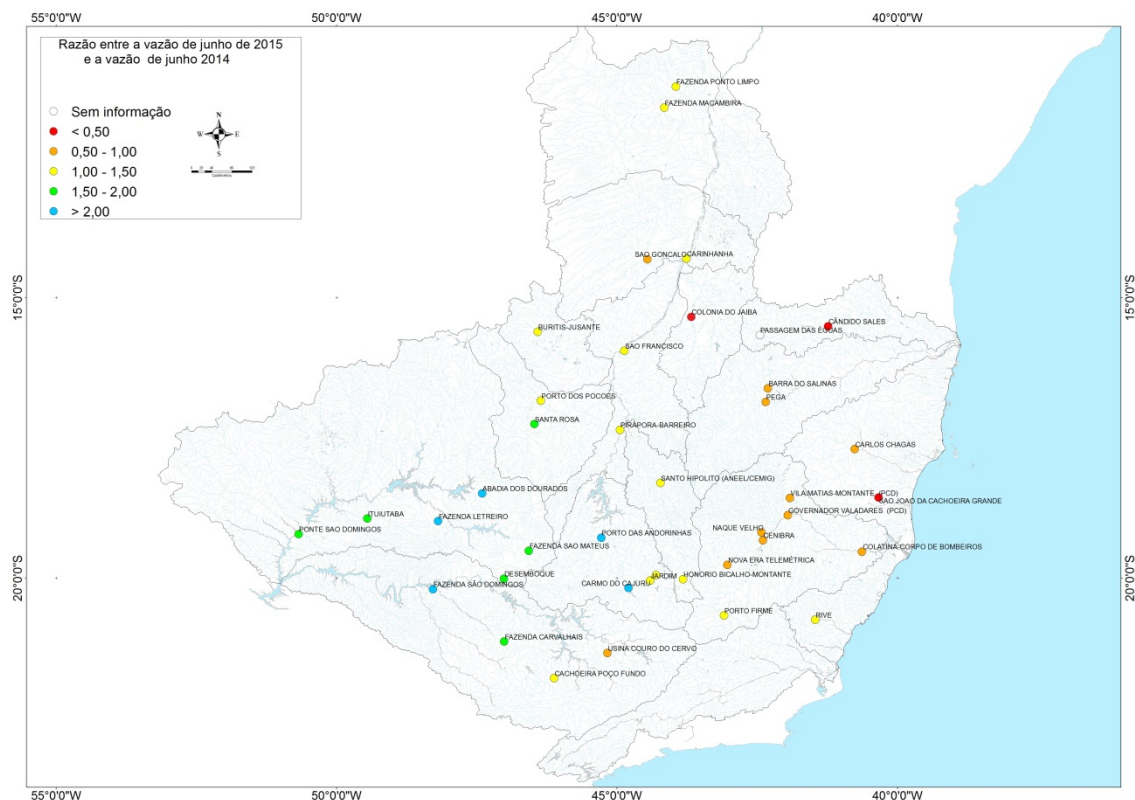 55°0'0"W
50°0'0"W
45°0'0"W
40°0'0"W
Razão entre a vazão de junho de 2015
e a vazão de junho 2014
Sem informação
< 0,50
0,50 - 1,00
1,00 - 1,50
1,50 - 2,00
> 2,00
N
W
E
S
FAZENDA PONTO LIMPO
FAZENDA MACAMBIRA
SAO GONCALO
CARINHANHA
15°0'0"S
15°0'0"S
COLONIA DO JAIBA
CÂNDIDO SALES
PASSAGEM DAS ÉGUAS
BURITIS-JUSANTE
SAO FRANCISCO
BARRA DO SALINAS
PEGA
PORTO DOS POCOES
SANTA ROSA
PIRAPORA-BARREIRO
CARLOS CHAGAS
SANTO HIPOLITO (ANEEL/CEMIG)
ABADIA DOS DOURADOS
VILA MATIAS-MONTANTE (PCD)
SAO JOAO DA CACHOEIRA GRANDE
GOVERNADOR VALADARES (PCD)
ITUIUTABA
FAZENDA LETREIRO
PONTE SAO DOMINGOS
NAQUE VELHO
CENIBRA
PORTO DAS ANDORINHAS
FAZENDA SAO MATEUS
COLATINA-CORPO DE BOMBEIROS
NOVA ERA TELEMÉTRICA
20°0'0"S
20°0'0"S
DESEMBOQUE
FAZENDA SÃO DOMINGOS
CARMO DO CAJURU
JARDIM
HONORIO BICALHO-MONTANTE
PORTO FIRME
RIVE
FAZENDA CARVALHAIS
USINA COURO DO CERVO
CACHOEIRA POÇO FUNDO
55°0'0"W
50°0'0"W
45°0'0"W
40°0'0"W